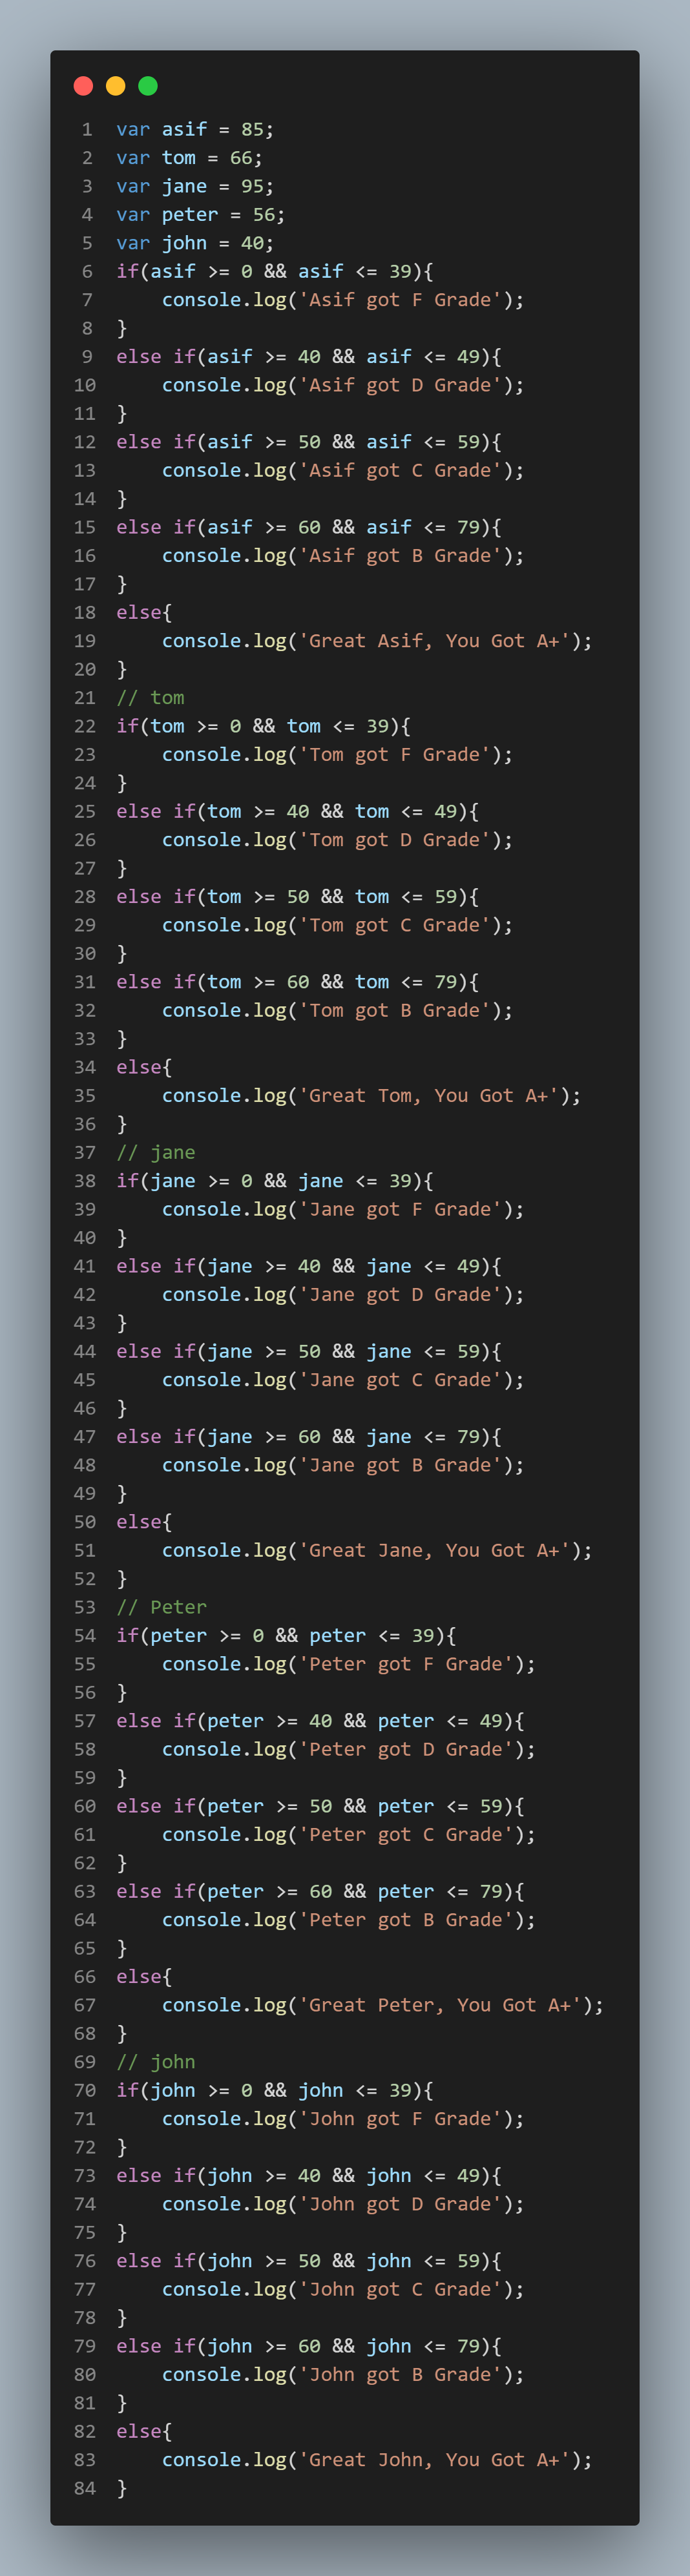 1 var asif = 85;
2 var tom = 66;
3 var jane = 95;
4 var peter = 56;
5 var john = 40;
6 if(asif >= 0 && asif <= 39){
7     console.log('Asif got F Grade');
8 }
9 else if(asif >= 40 && asif <= 49){
10     console.log('Asif got D Grade');
11 }
12 else if(asif >= 50 && asif <= 59){
13     console.log('Asif got C Grade');
14 }
15 else if(asif >= 60 && asif <= 79){
16     console.log('Asif got B Grade');
17 }
18 else{
19     console.log('Great Asif, You Got A+');
20 }
21 // tom
22 if(tom >= 0 && tom <= 39){
23     console.log('Tom got F Grade');
24 }
25 else if(tom >= 40 && tom <= 49){
26     console.log('Tom got D Grade');
27 }
28 else if(tom >= 50 && tom <= 59){
29     console.log('Tom got C Grade');
30 }
31 else if(tom >= 60 && tom <= 79){
32     console.log('Tom got B Grade');
33 }
34 else{
35     console.log('Great Tom, You Got A+');
36 }
37 // jane
38 if(jane >= 0 && jane <= 39){
39     console.log('Jane got F Grade');
40 }
41 else if(jane >= 40 && jane <= 49){
42     console.log('Jane got D Grade');
43 }
44 else if(jane >= 50 && jane <= 59){
45     console.log('Jane got C Grade');
46 }
47 else if(jane >= 60 && jane <= 79){
48     console.log('Jane got B Grade');
49 }
50 else{
51     console.log('Great Jane, You Got A+');
52 }
53 // Peter
54 if(peter >= 0 && peter <= 39){
55     console.log('Peter got F Grade');
56 }
57 else if(peter >= 40 && peter <= 49){
58     console.log('Peter got D Grade');
59 }
60 else if(peter >= 50 && peter <= 59){
61     console.log('Peter got C Grade');
62 }
63 else if(peter >= 60 && peter <= 79){
64     console.log('Peter got B Grade');
65 }
66 else{
67     console.log('Great Peter, You Got A+');
68 }
69 // john
70 if(john >= 0 && john <= 39){
71     console.log('John got F Grade');
72 }
73 else if(john >= 40 && john <= 49){
74     console.log('John got D Grade');
75 }
76 else if(john >= 50 && john <= 59){
77     console.log('John got C Grade');
78 }
79 else if(john >= 60 && john <= 79){
80     console.log('John got B Grade');
81 }
82 else{
83     console.log('Great John, You Got A+');
84 }